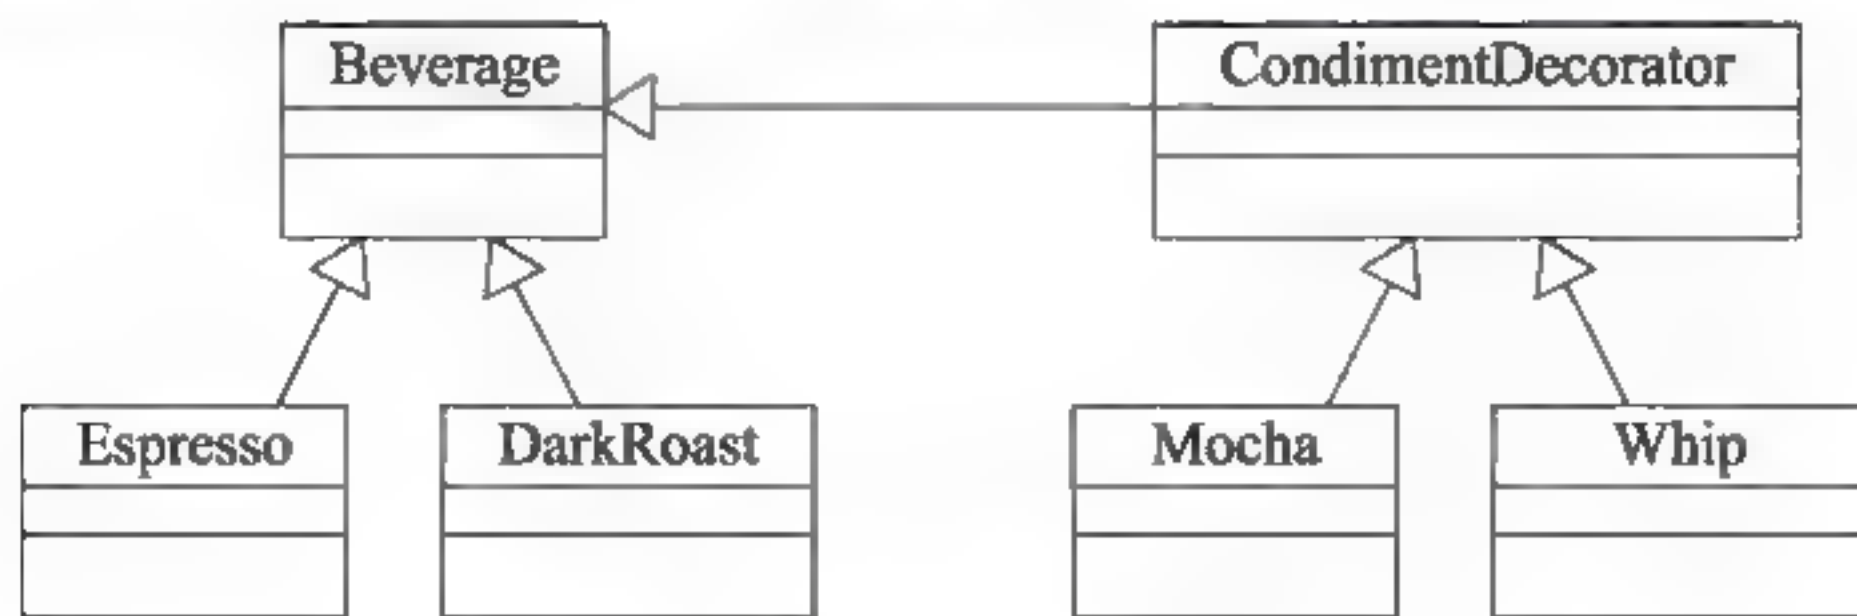 Beverage
CondimentDecorator
Espresso
DarkRoast
Mocha
Whip